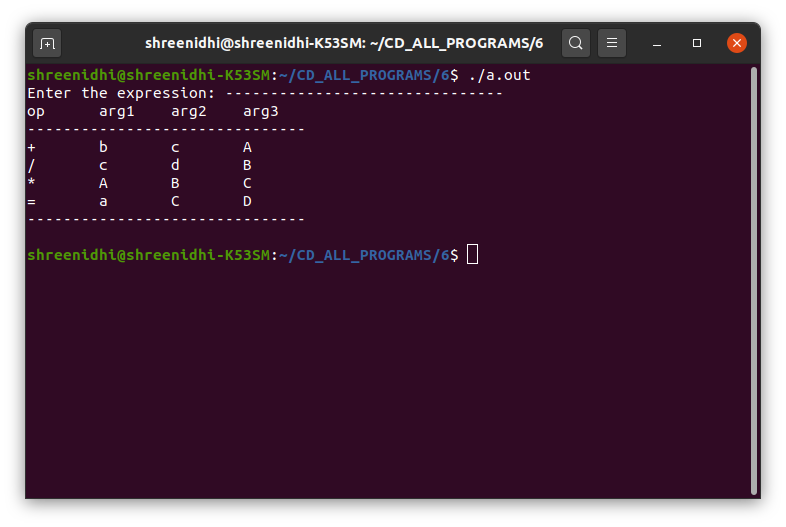 shreenidhi@shreenidhi-K53SM: ~/CD_ALL_PROGRAMS/6
shreenidhi@shreenidhi-K53SM:~/CD_ALL_PROGRAMS/6$ ./a.out
Enter the expression: -------------------------------
op arg1 arg2 arg3
-------------------------------
+ b c A
/ c d B
* A B C
= a C D
-------------------------------
shreenidhi@shreenidhi-K53SM:~/CD_ALL_PROGRAMS/6$